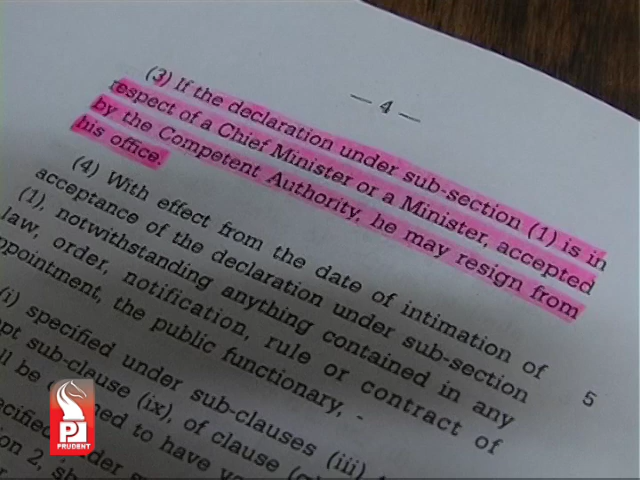 — 4 —
(3) If the declaration under sub-section (1) is in
respect of a Chief Minister or a Minister, accepted
by the Competent Authority, he may resign from
his office.
(4) With effect from the date of intimation of
acceptance of the declaration under sub-section
(1), notwithstanding anything contained in any
law, order, notification, rule or contract of
appointment, the public functionary, -
5
(i) specified under sub-clauses (iii)
sub-clause (ix), of clause
to have
PRUDENT